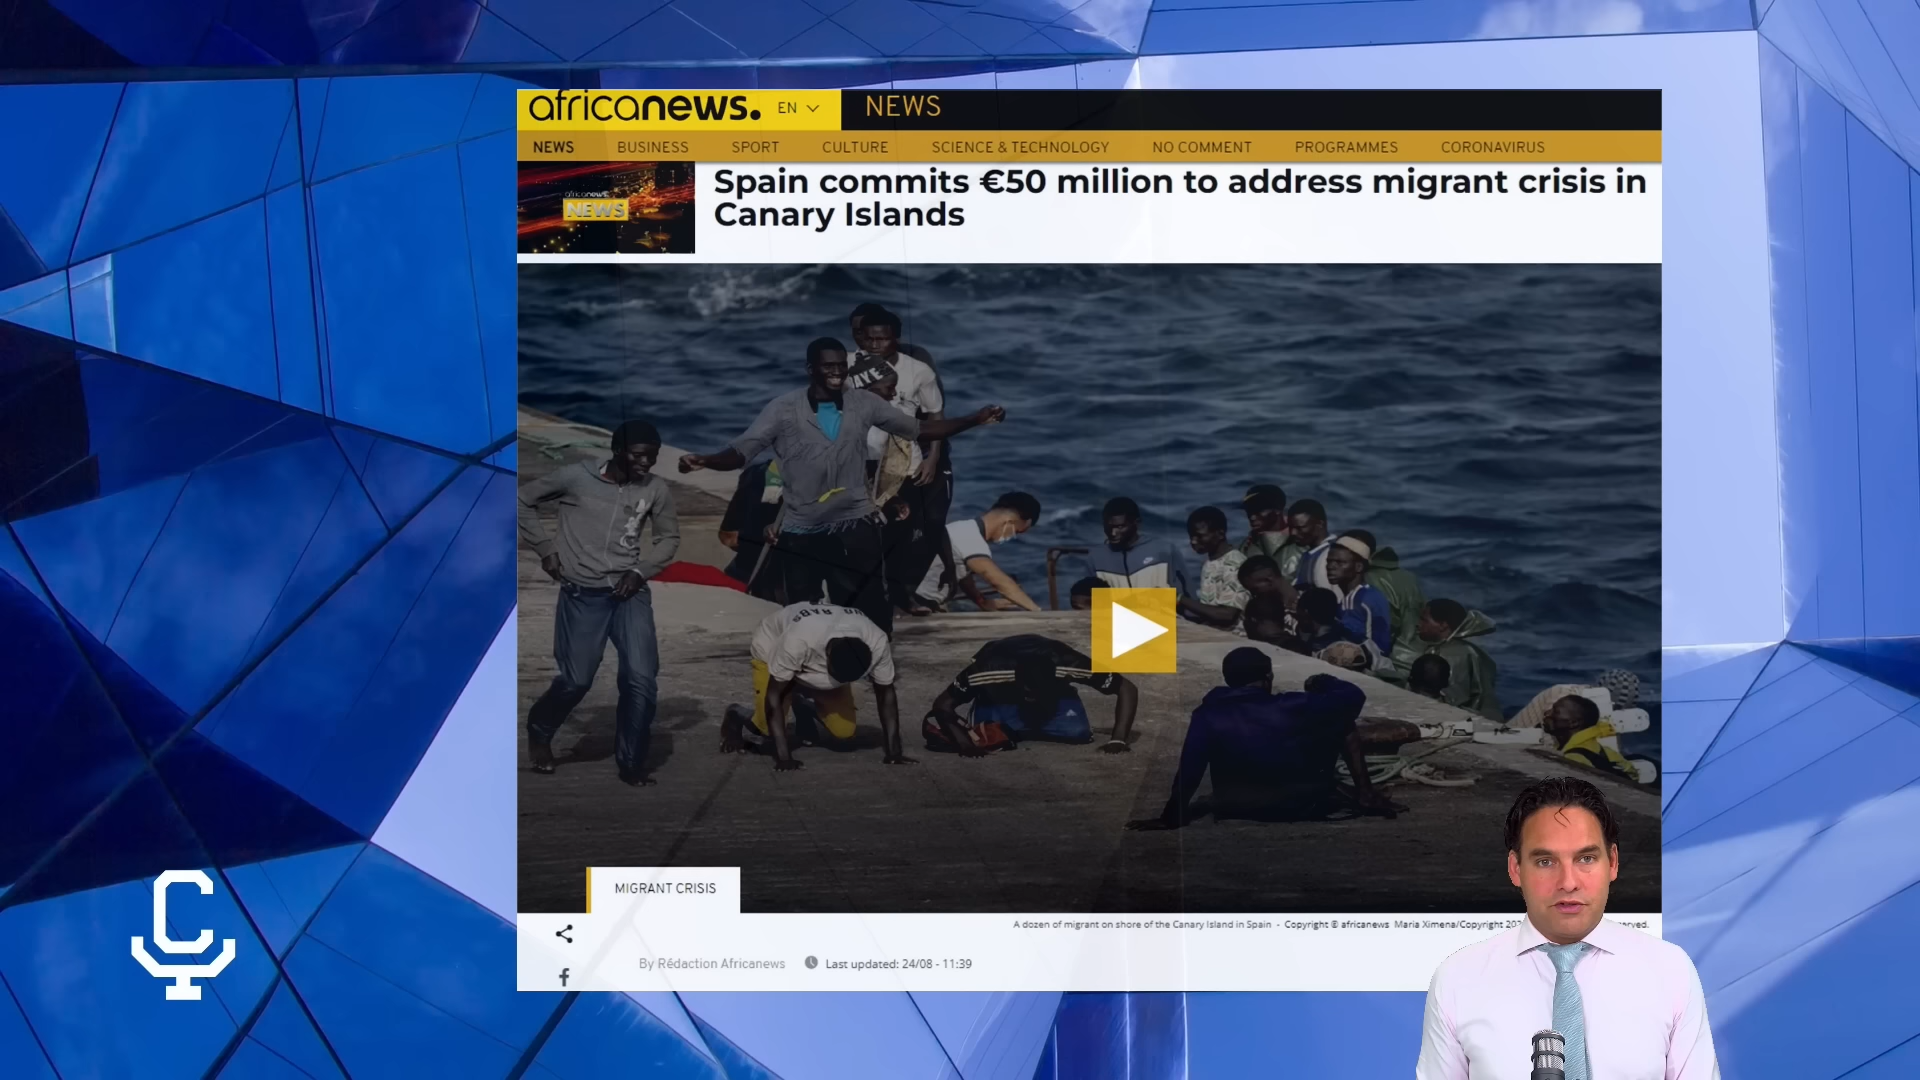 africanews. EN NEWS
NEWS BUSINESS SPORT CULTURE SCIENCE & TECHNOLOGY NO COMMENT PROGRAMMES CORONAVIRUS
africanews
NEWS
Spain commits €50 million to address migrant crisis in
Canary Islands
MIGRANT CRISIS
A dozen of migrant on shore of the Canary Island in Spain - Copyright © africanews Maria Ximena/Copyright
By Rédaction Africanews Last updated: 24/08 - 11:39